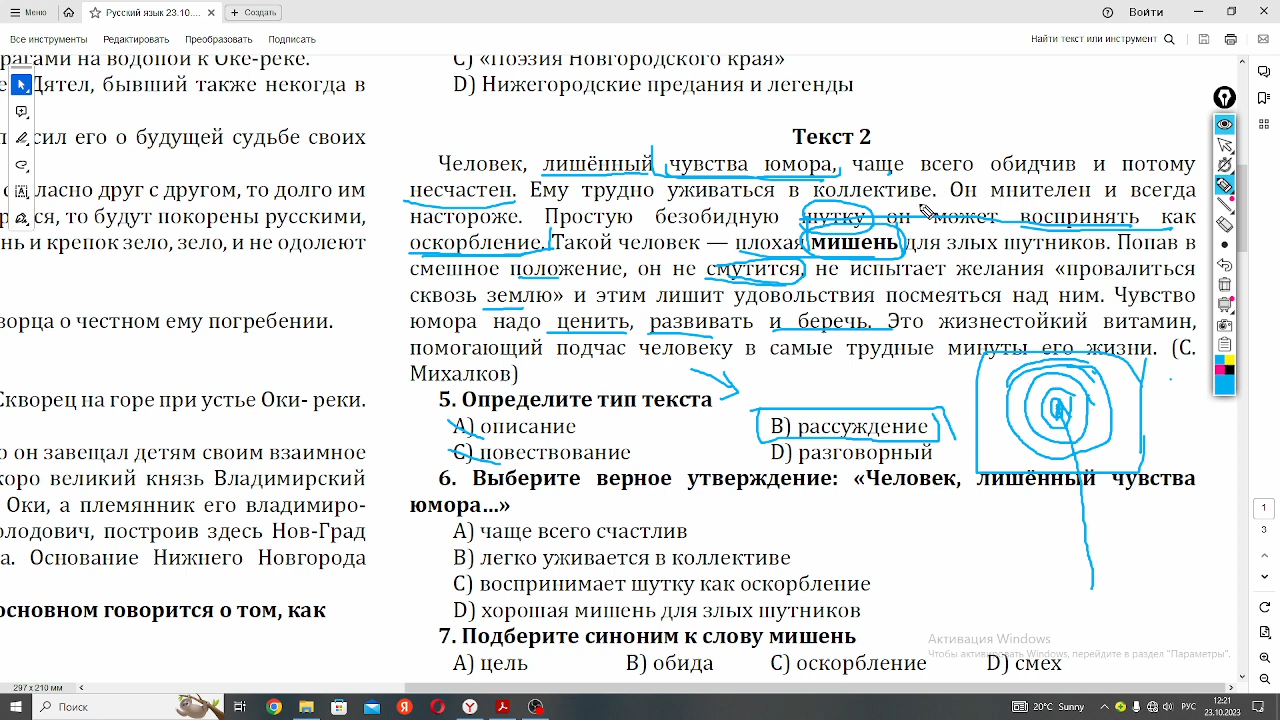 Меню
Русский язык 23.10....
+ Создать
Войти
Все инструменты
Редактировать
Преобразовать
Подписать
Найти текст или инструмент
рагами на водопой к Оке-реке.
Дятел, бывший также некогда в
сил его о будущей судьбе своих
гласно друг с другом, то долго им
ся, то будут покорены русскими,
нь и крепок зело, зело, и не одолеют
ворца о честном ему погребении.
Скворец на горе при устье Оки- реки.
о он завещал детям своим взаимное
скоро великий князь Владимирский
Оки, а племянник его владимиро-
олодович, построив здесь Нов-Град
а. Основание Нижнего Новгорода
основном говорится о том, как
C) «Поэзия Новгородского края»
D) Нижегородские предания и легенды
Текст 2
Человек, лишённый чувства юмора, чаще всего обидчив и потому
несчастен. Ему трудно уживаться в коллективе. Он мнителен и всегда
настороже. Простую безобидную шутку он может воспринять как
оскорбление. Такой человек — плохая мишень для злых шутников. Попав в
смешное положение, он не смутится, не испытает желания «провалиться
сквозь землю» и этим лишит удовольствия посмеяться над ним. Чувство
юмора надо ценить, развивать и беречь. Это жизнестойкий витамин,
помогающий подчас человеку в самые трудные минуты его жизни. (С.
Михалков)
5. Определите тип текста
A) описание B) рассуждение
C) повествование D) разговорный
6. Выберите верное утверждение: «Человек, лишённый чувства
юмора...»
A) чаще всего счастлив
B) легко уживается в коллективе
C) воспринимает шутку как оскорбление
D) хорошая мишень для злых шутников
7. Подберите синоним к слову мишень
A) цель B) обида C) оскорбление D) смех
1
3
Активация Windows
Чтобы активировать Windows, перейдите в раздел "Параметры".
297 x 210 мм
Поиск
20°C Sunny
РУС
12:21
23.10.2023